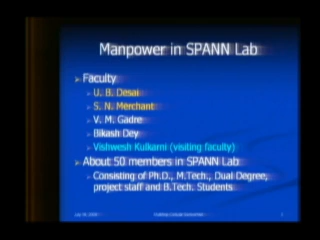 Manpower in SPANN Lab
Faculty
U. B. Desai
S. N. Merchant
V. M. Gadre
Bikash Dey
Vishwesh Kulkarni (visiting faculty)
About 50 members in SPANN Lab
Consisting of Ph.D., M.Tech., Dual Degree,
project staff and B.Tech. Students